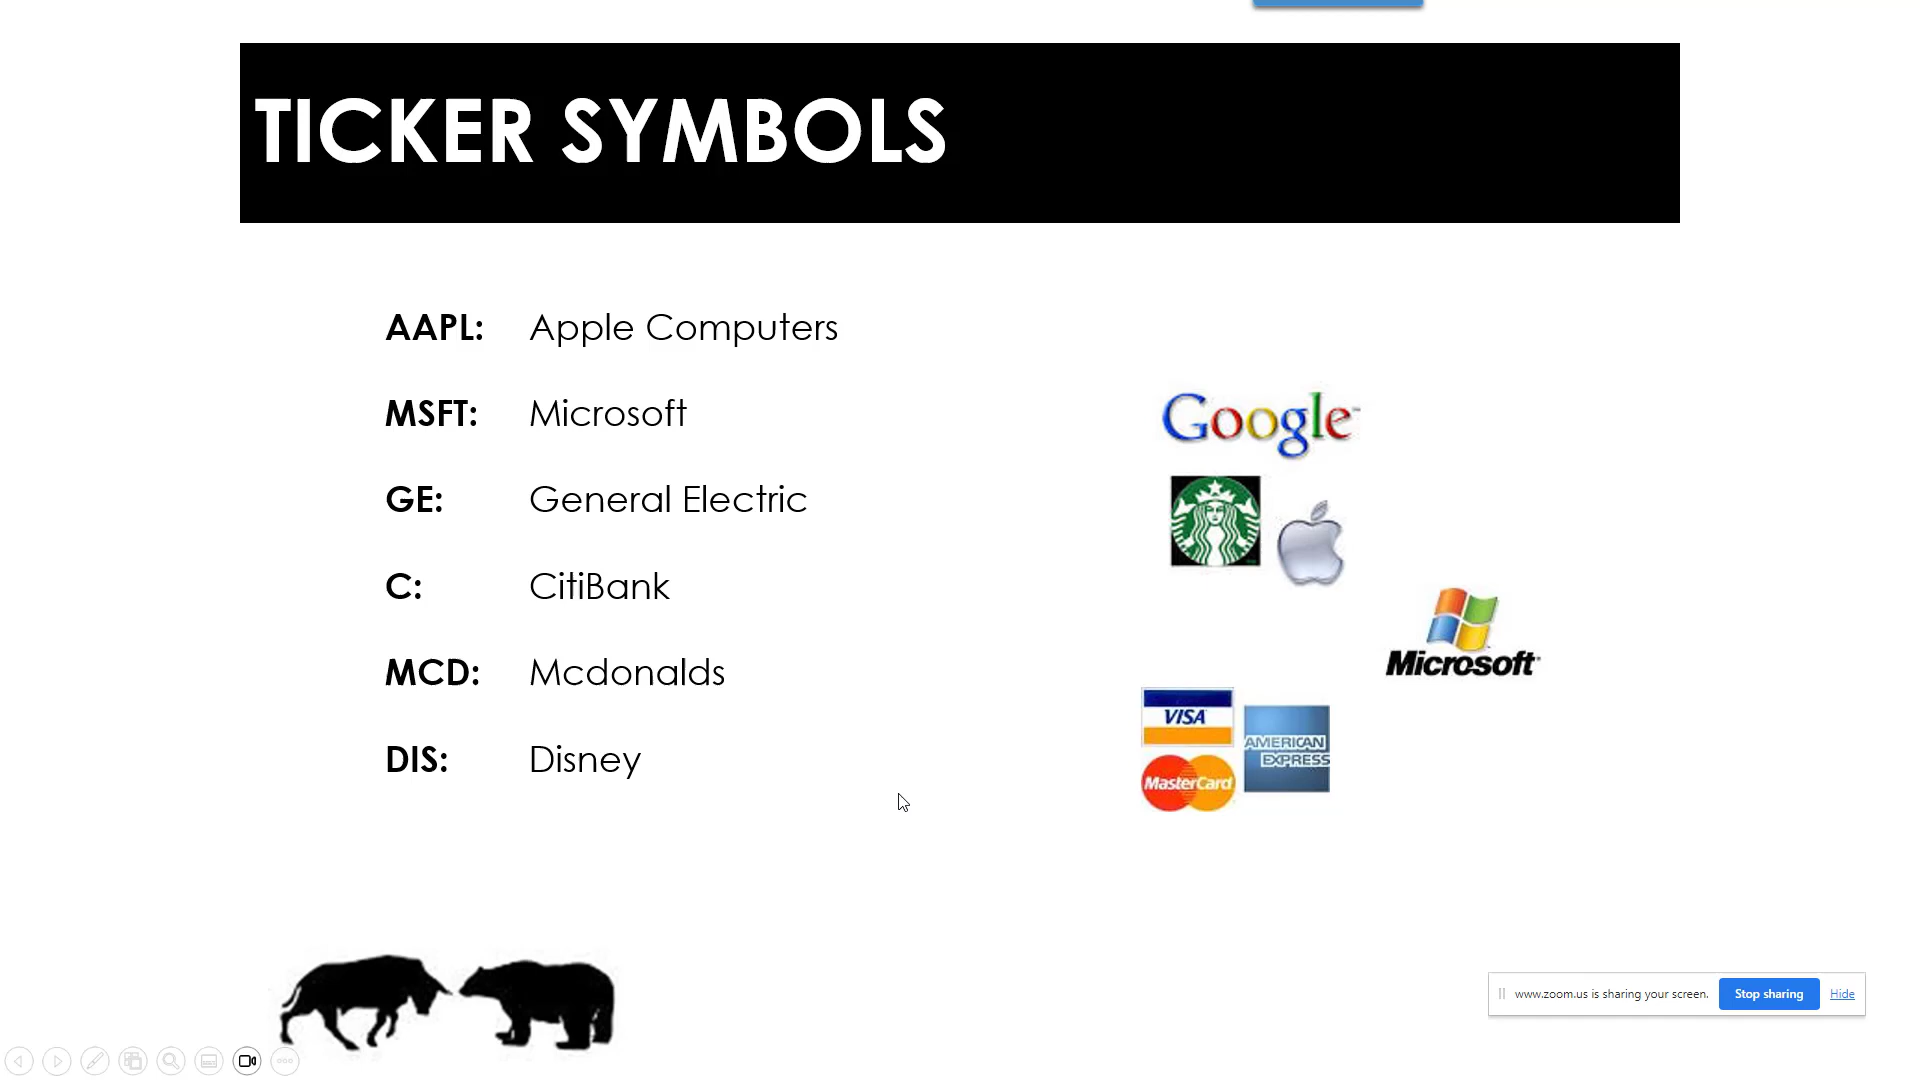 TICKER SYMBOLS
AAPL: Apple Computers
MSFT: Microsoft
GE: General Electric
C: CitiBank
MCD: Mcdonalds
DIS: Disney
Google™
Microsoft
VISA
AMERICAN
EXPRESS
MasterCard
www.zoom.us is sharing your screen. Stop sharing Hide